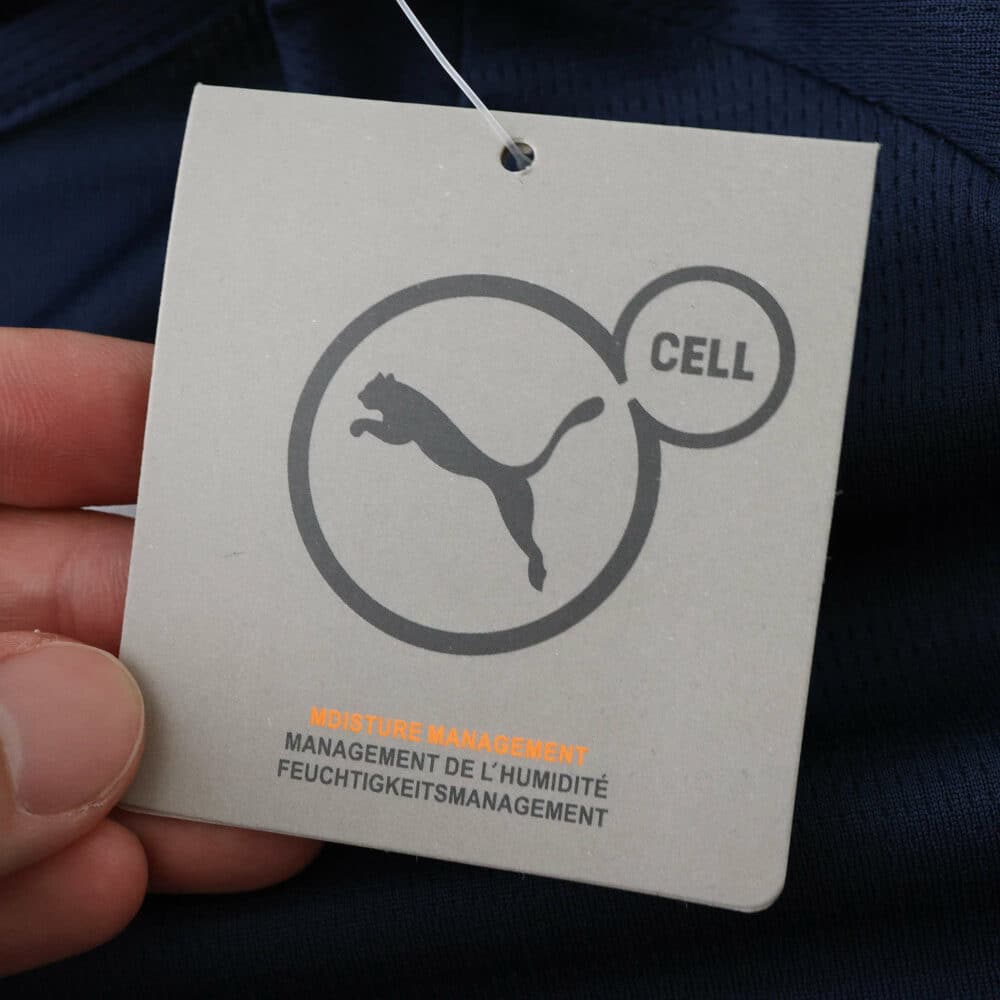 CELL
MOISTURE MANAGEMENT
MANAGEMENT DE L'HUMIDITÉ
FEUCHTIGKEITSMANAGEMENT